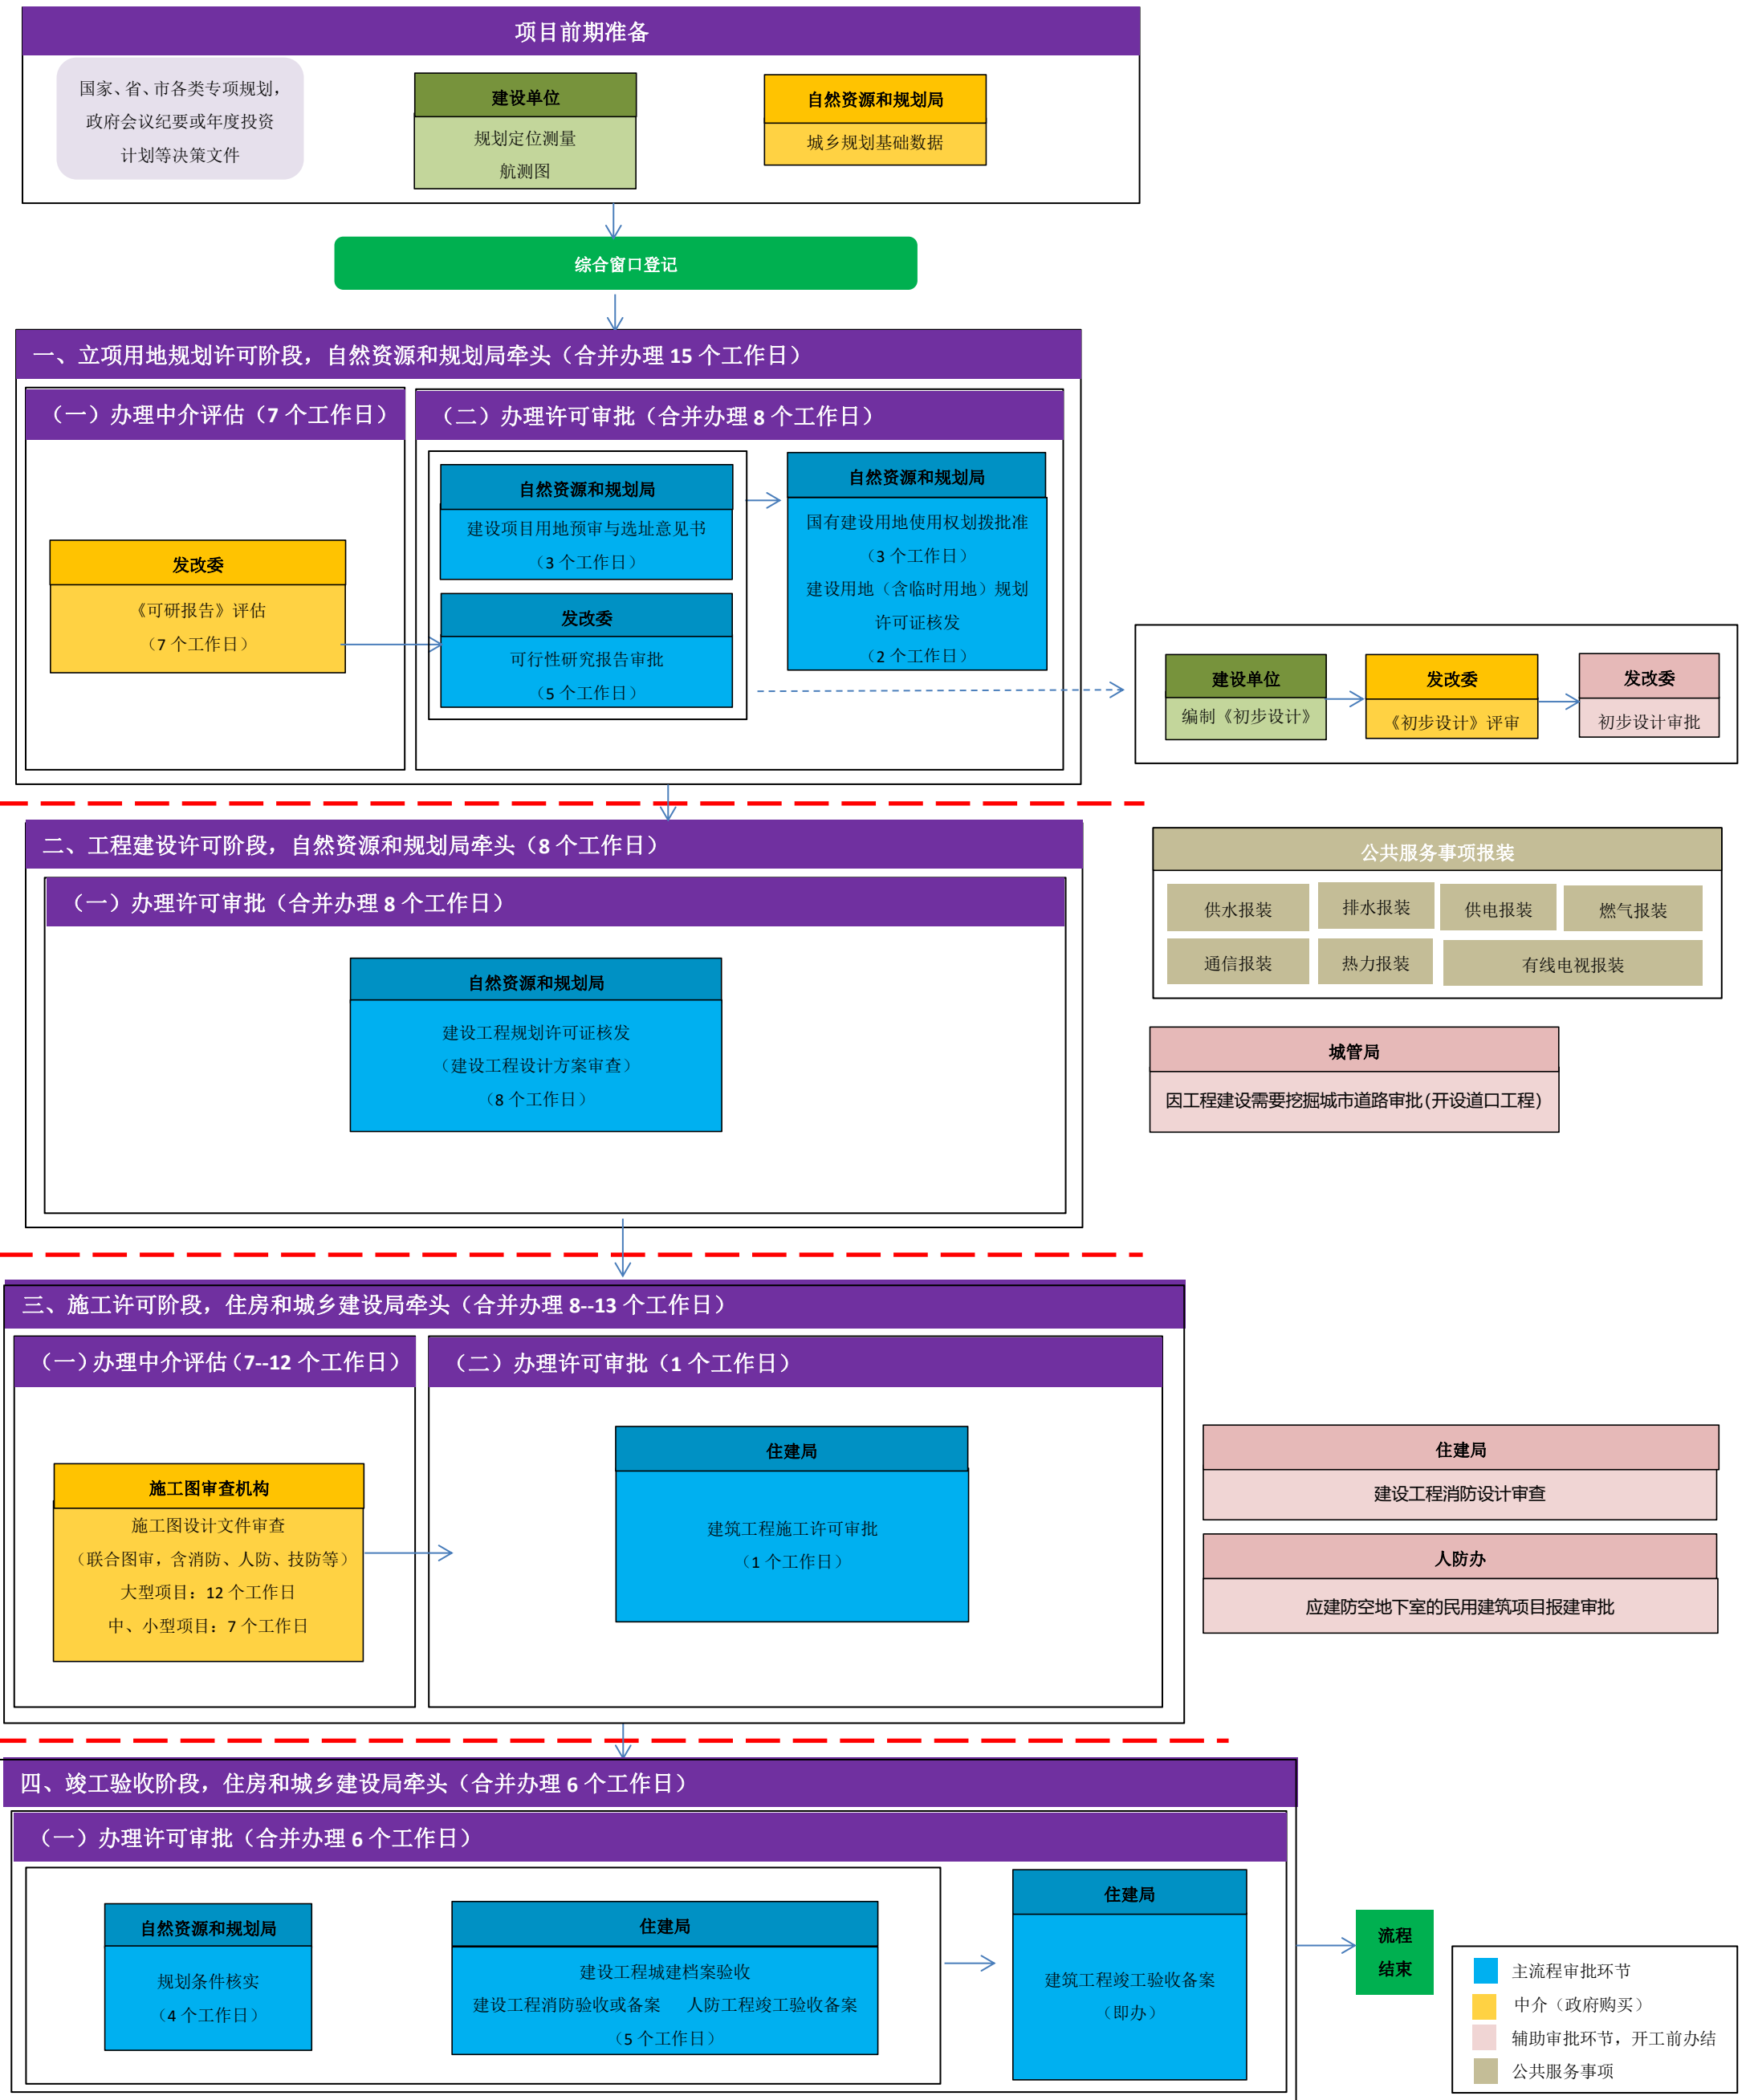 项目前期准备
国家、省、市各类专项规划，
政府会议纪要或年度投资
计划等决策文件
建设单位
规划定位测量
航测图
自然资源和规划局
城乡规划基础数据
综合窗口登记
一、立项用地规划许可阶段，自然资源和规划局牵头（合并办理 15 个工作日）
（一）办理中介评估（7 个工作日）
发改委
《可研报告》评估
（7 个工作日）
（二）办理许可审批（合并办理 8 个工作日）
自然资源和规划局
建设项目用地预审与选址意见书
（3 个工作日）
发改委
可行性研究报告审批
（5 个工作日）
自然资源和规划局
国有建设用地使用权划拨批准
（3 个工作日）
建设用地（含临时用地）规划
许可证核发
（2 个工作日）
建设单位
编制《初步设计》
发改委
《初步设计》评审
发改委
初步设计审批
二、工程建设许可阶段，自然资源和规划局牵头（8 个工作日）
（一）办理许可审批（合并办理 8 个工作日）
自然资源和规划局
建设工程规划许可证核发
（建设工程设计方案审查）
（8 个工作日）
公共服务事项报装
供水报装 排水报装 供电报装 燃气报装
通信报装 热力报装 有线电视报装
城管局
因工程建设需要挖掘城市道路审批(开设道口工程)
三、施工许可阶段，住房和城乡建设局牵头（合并办理 8--13 个工作日）
（一）办理中介评估（7--12 个工作日）
施工图审查机构
施工图设计文件审查
（联合图审，含消防、人防、技防等）
大型项目：12 个工作日
中、小型项目：7 个工作日
（二）办理许可审批（1 个工作日）
住建局
建筑工程施工许可审批
（1 个工作日）
住建局
建设工程消防设计审查
人防办
应建防空地下室的民用建筑项目报建审批
四、竣工验收阶段，住房和城乡建设局牵头（合并办理 6 个工作日）
（一）办理许可审批（合并办理 6 个工作日）
自然资源和规划局
规划条件核实
（4 个工作日）
住建局
建设工程城建档案验收
建设工程消防验收或备案 人防工程竣工验收备案
（5 个工作日）
住建局
建筑工程竣工验收备案
（即办）
流程
结束
主流程审批环节
中介（政府购买）
辅助审批环节，开工前办结
公共服务事项